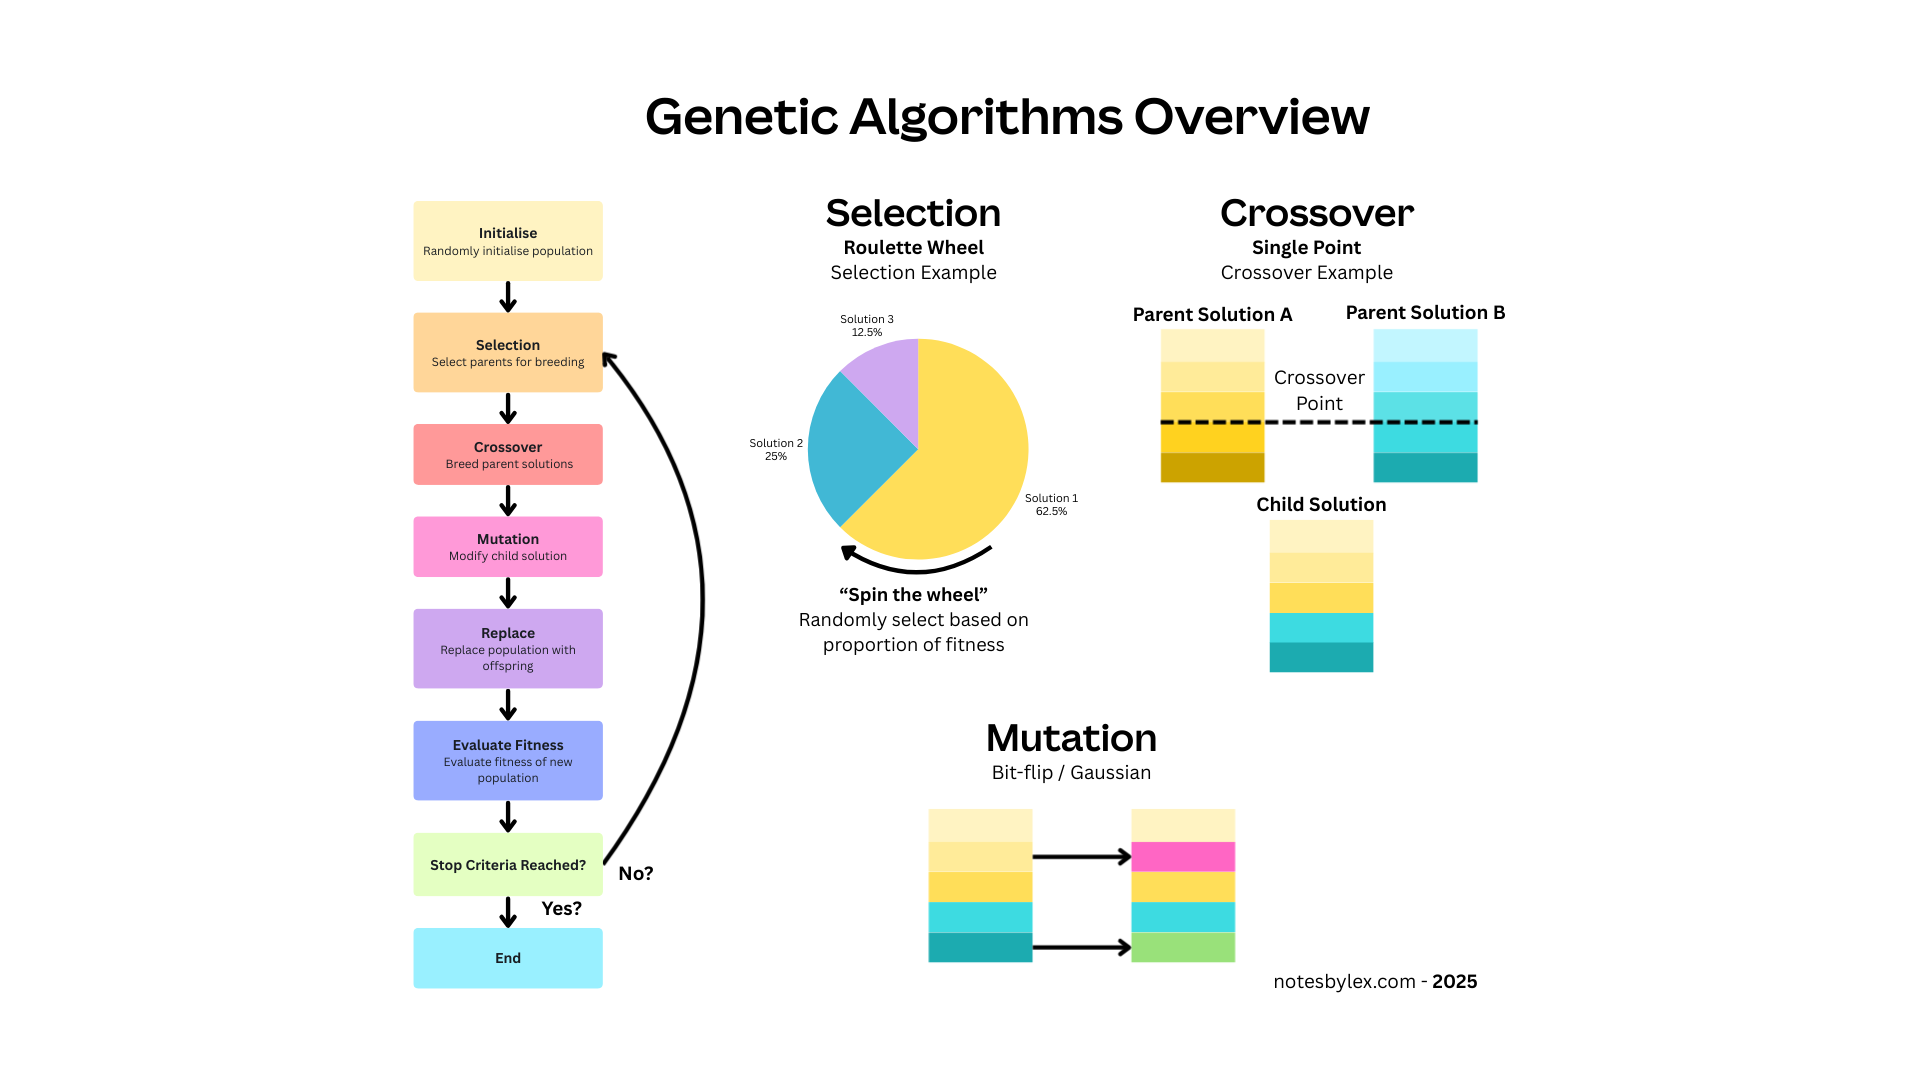 Genetic Algorithms Overview
Initialise
Randomly initialise population
Selection
Select parents for breeding
Crossover
Breed parent solutions
Mutation
Modify child solution
Replace
Replace population with
offspring
Evaluate Fitness
Evaluate fitness of new
population
Stop Criteria Reached?
No?
Yes?
End
Selection
Roulette Wheel
Selection Example
Solution 3
12.5%
Solution 2
25%
Solution 1
62.5%
“Spin the wheel”
Randomly select based on
proportion of fitness
Crossover
Single Point
Crossover Example
Parent Solution A
Parent Solution B
Crossover
Point
Child Solution
Mutation
Bit-flip / Gaussian
notesbylex.com - 2025